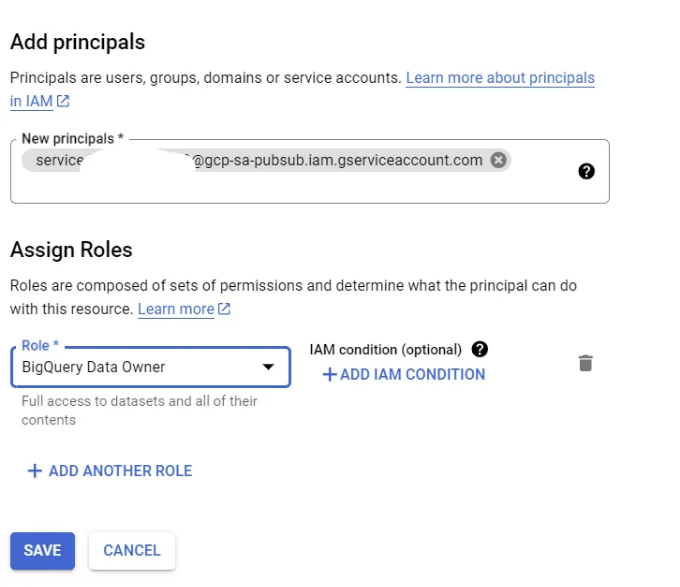 Add principals
Principals are users, groups, domains or service accounts. Learn more about principals
in IAM
New principals *
service @gcp-sa-pubsub.iam.gserviceaccount.com
Assign Roles
Roles are composed of sets of permissions and determine what the principal can do
with this resource. Learn more
Role *
IAM condition (optional)
BigQuery Data Owner
+ ADD IAM CONDITION
Full access to datasets and all of their
contents
+ ADD ANOTHER ROLE
SAVE
CANCEL